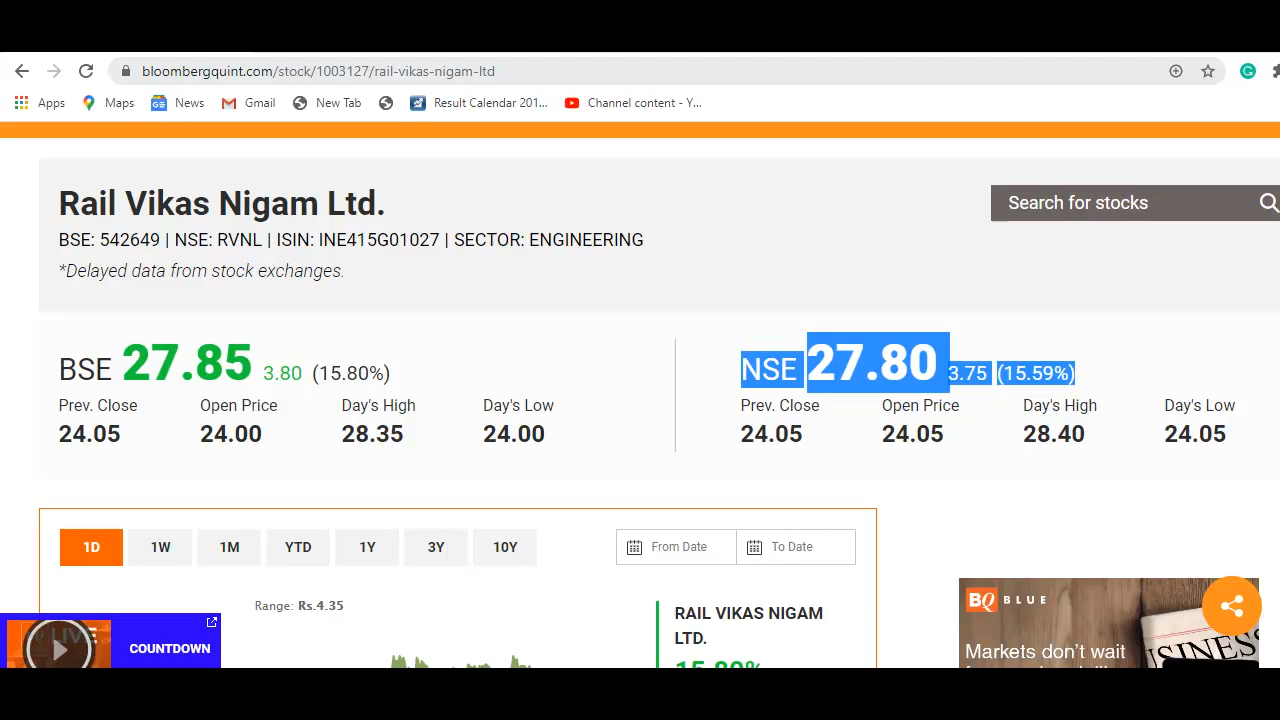 bloombergquint.com/stock/1003127/rail-vikas-nigam-ltd
Apps Maps News Gmail New Tab Result Calendar 201... Channel content - Y...
Rail Vikas Nigam Ltd.
Search for stocks
BSE: 542649 | NSE: RVNL | ISIN: INE415G01027 | SECTOR: ENGINEERING
*Delayed data from stock exchanges.
BSE 27.85 3.80 (15.80%)
Prev. Close Open Price Day's High Day's Low
24.05 24.00 28.35 24.00
NSE 27.80 3.75 (15.59%)
Prev. Close Open Price Day's High Day's Low
24.05 24.05 28.40 24.05
1D 1W 1M YTD 1Y 3Y 10Y
From Date To Date
Range: Rs.4.35
RAIL VIKAS NIGAM
LTD.
15.80%
LIVE
COUNTDOWN
BQ BLUE
Markets don't wait